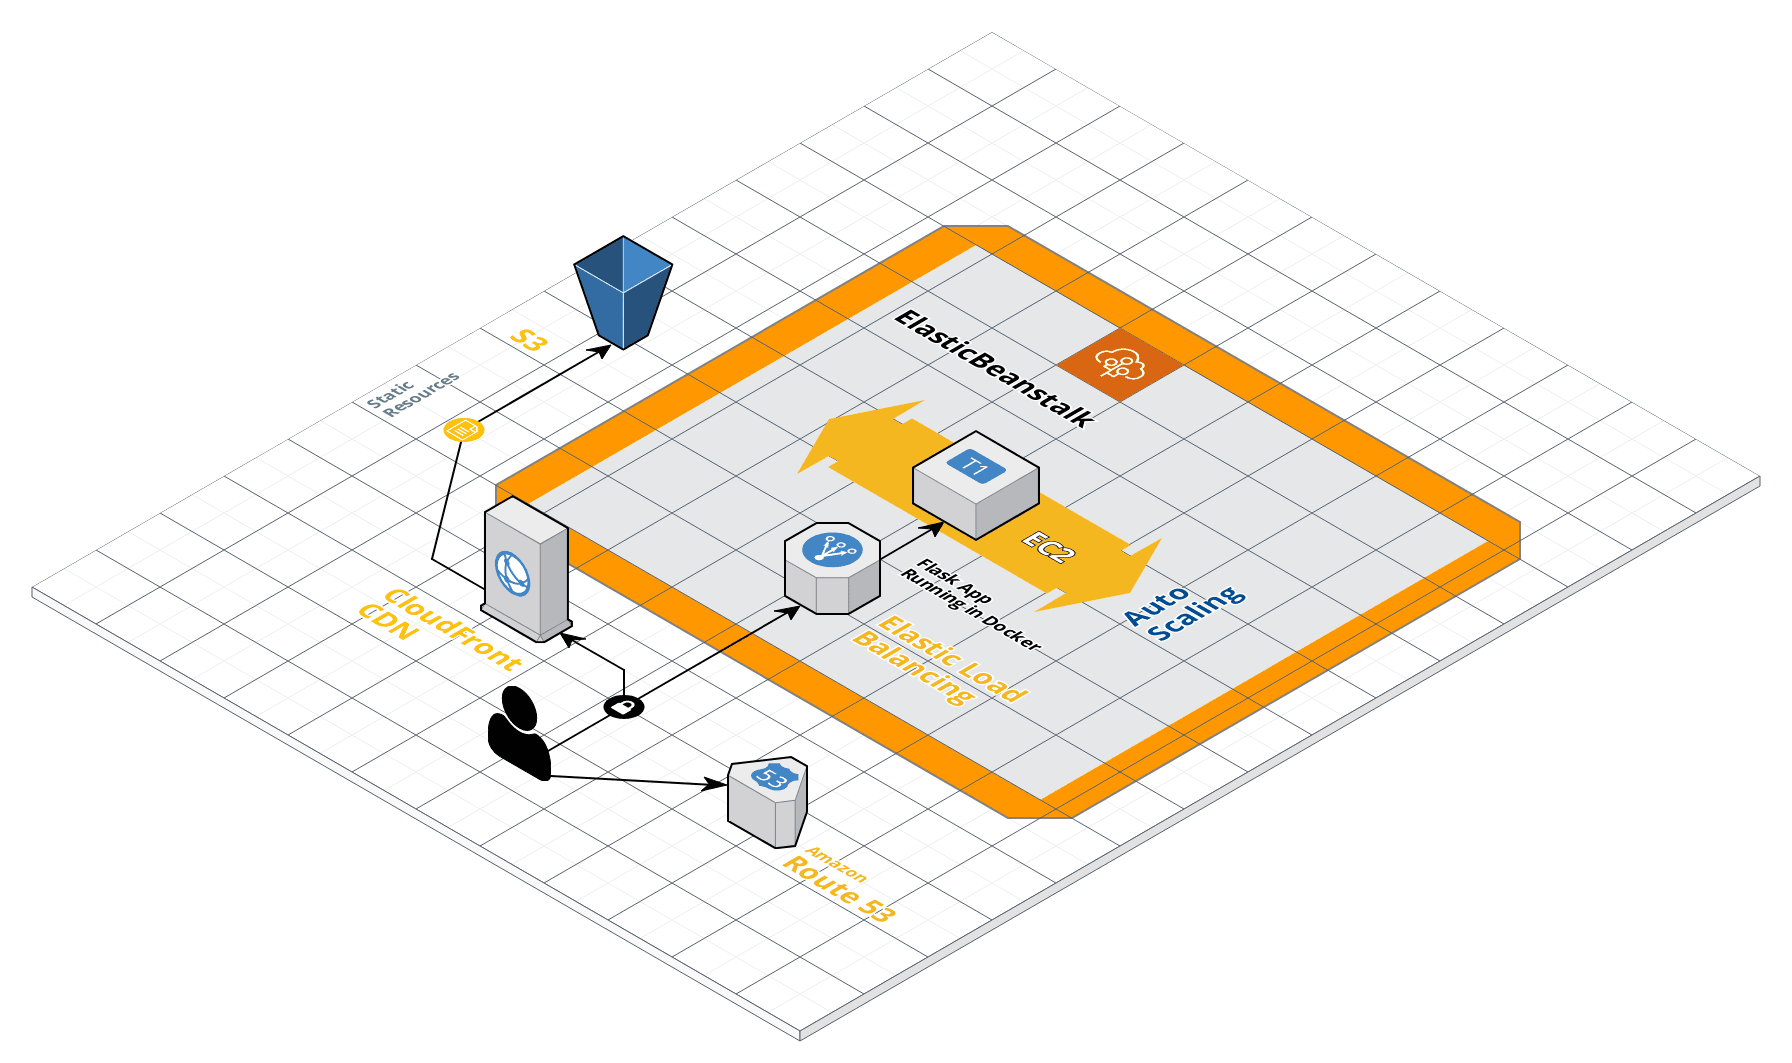 ElasticBeanstalk
S3
Static
Resources
T1
EC2
Flask App
Running in Docker
Auto
Scaling
CloudFront
CDN
Elastic Load
Balancing
53
Amazon
Route 53